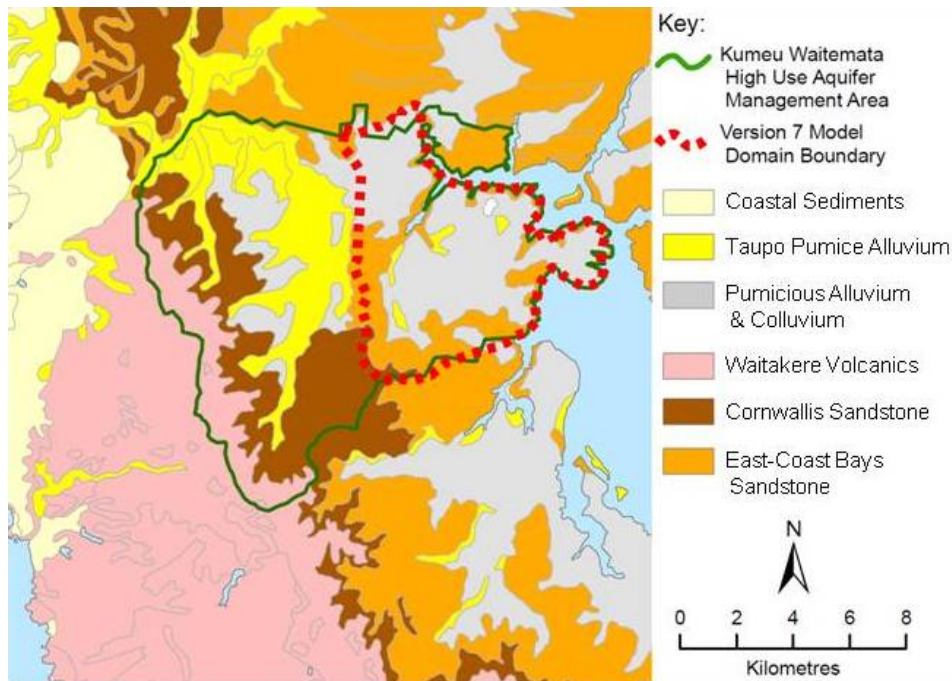 Key:
Kumeu Waitemata
High Use Aquifer
Management Area
Version 7 Model
Domain Boundary
Coastal Sediments
Taupo Pumice Alluvium
Pumicious Alluvium
& Colluvium
Waitakere Volcanics
Cornwallis Sandstone
East-Coast Bays
Sandstone
N
0 2 4 6 8
Kilometres